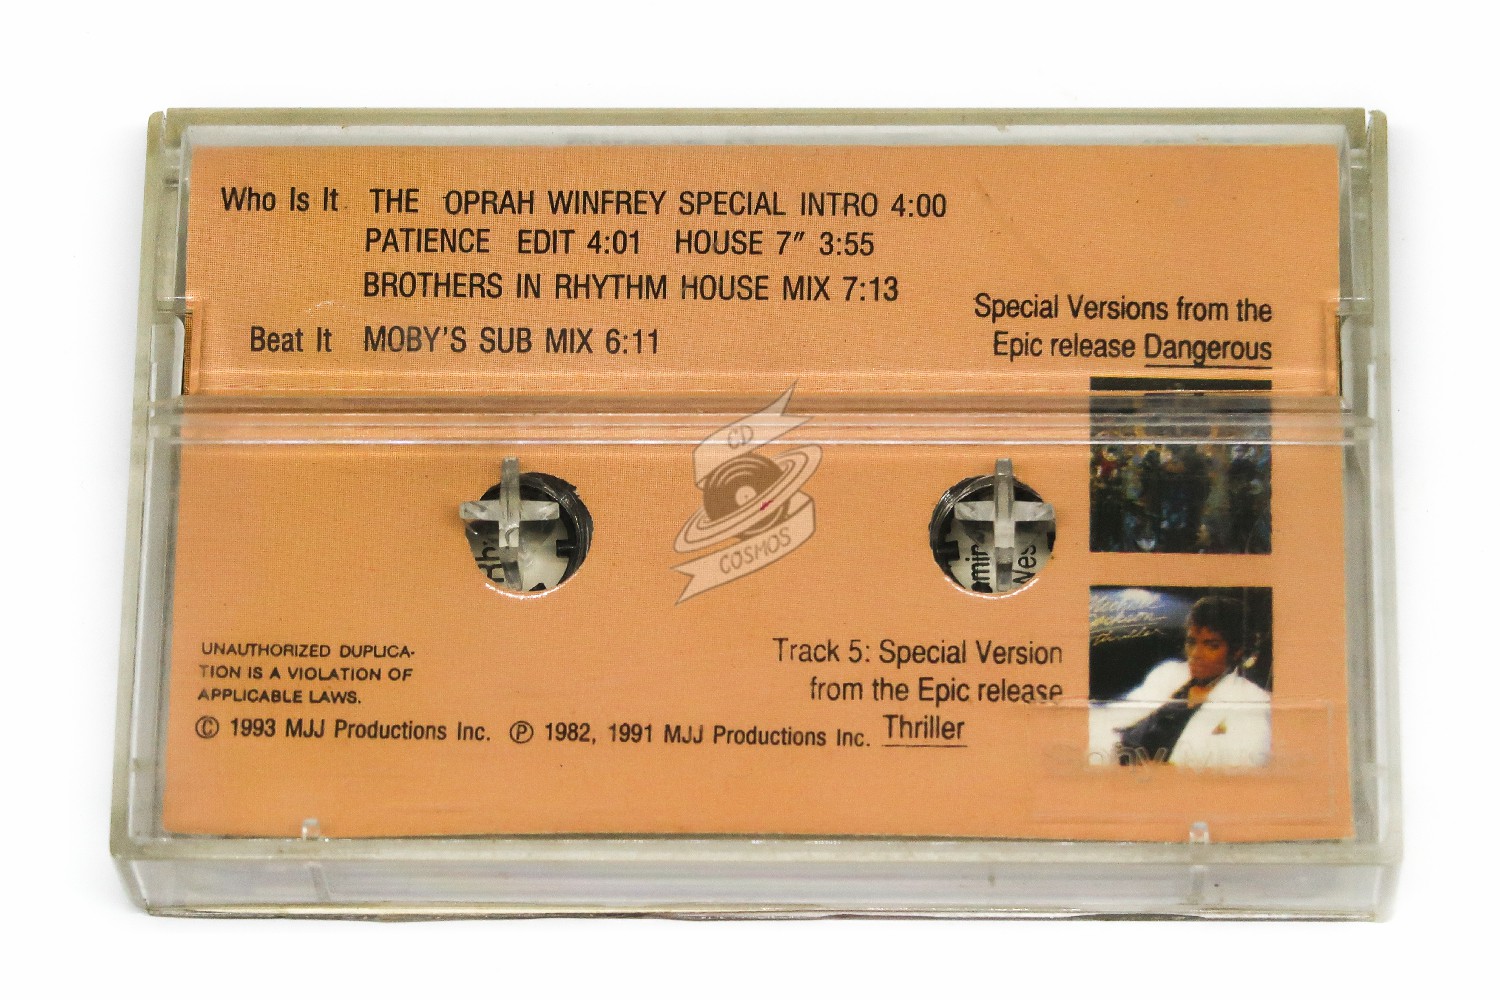 Who Is It THE OPRAH WINFREY SPECIAL INTRO 4:00
PATIENCE EDIT 4:01 HOUSE 7" 3:55
BROTHERS IN RHYTHM HOUSE MIX 7:13
Beat It MOBY'S SUB MIX 6:11
Special Versions from the
Epic release Dangerous
CD
COSMOS
Track 5: Special Version
from the Epic release
Thriller
UNAUTHORIZED DUPLICA-
TION IS A VIOLATION OF
APPLICABLE LAWS.
© 1993 MJJ Productions Inc. ℗ 1982, 1991 MJJ Productions Inc.